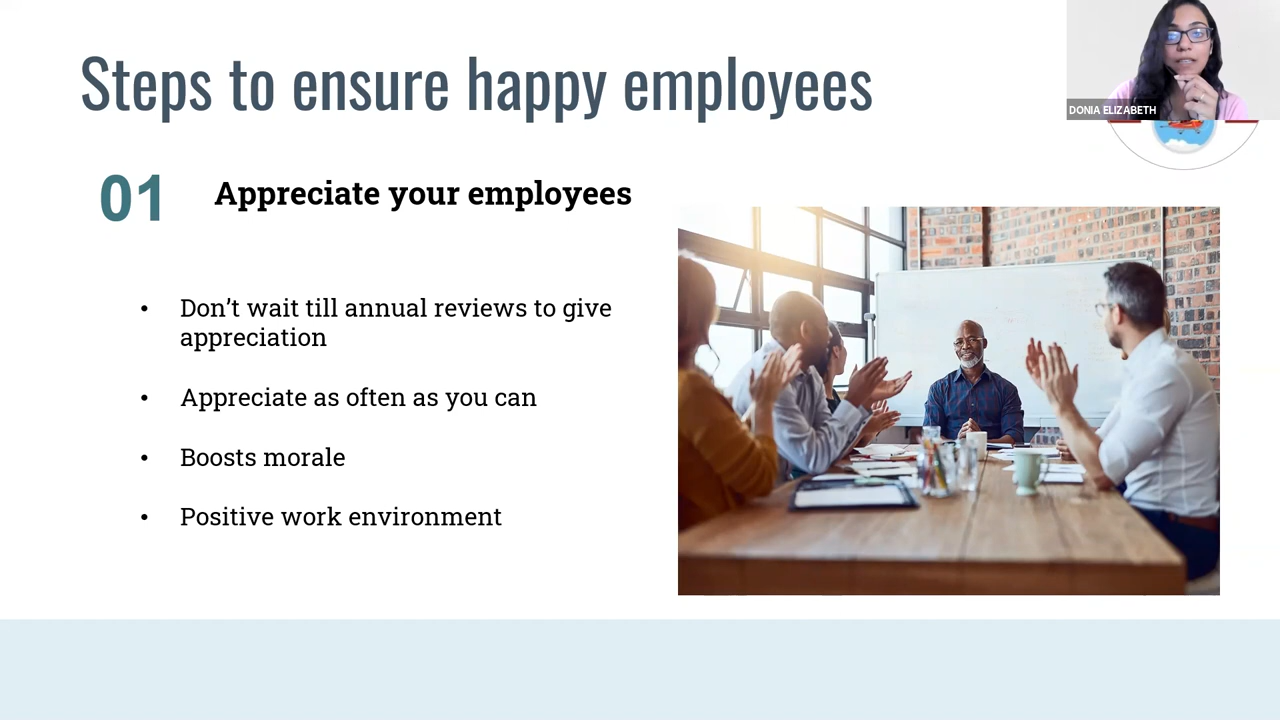 Steps to ensure happy employees
DONIA ELIZABETH
01 Appreciate your employees
• Don’t wait till annual reviews to give
appreciation
• Appreciate as often as you can
• Boosts morale
• Positive work environment